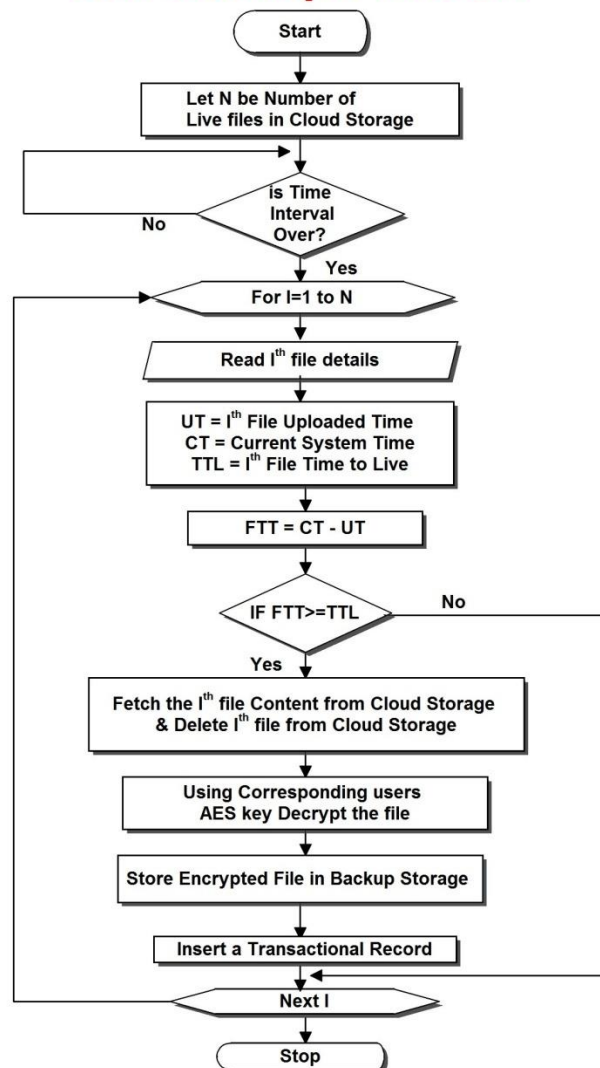 Start
Let N be Number of
Live files in Cloud Storage
is Time
Interval
Over?
No
Yes
For I=1 to N
Read Ith file details
UT = Ith File Uploaded Time
CT = Current System Time
TTL = Ith File Time to Live
FTT = CT - UT
IF FTT>=TTL
No
Yes
Fetch the Ith file Content from Cloud Storage
& Delete Ith file from Cloud Storage
Using Corresponding users
AES key Decrypt the file
Store Encrypted File in Backup Storage
Insert a Transactional Record
Next I
Stop